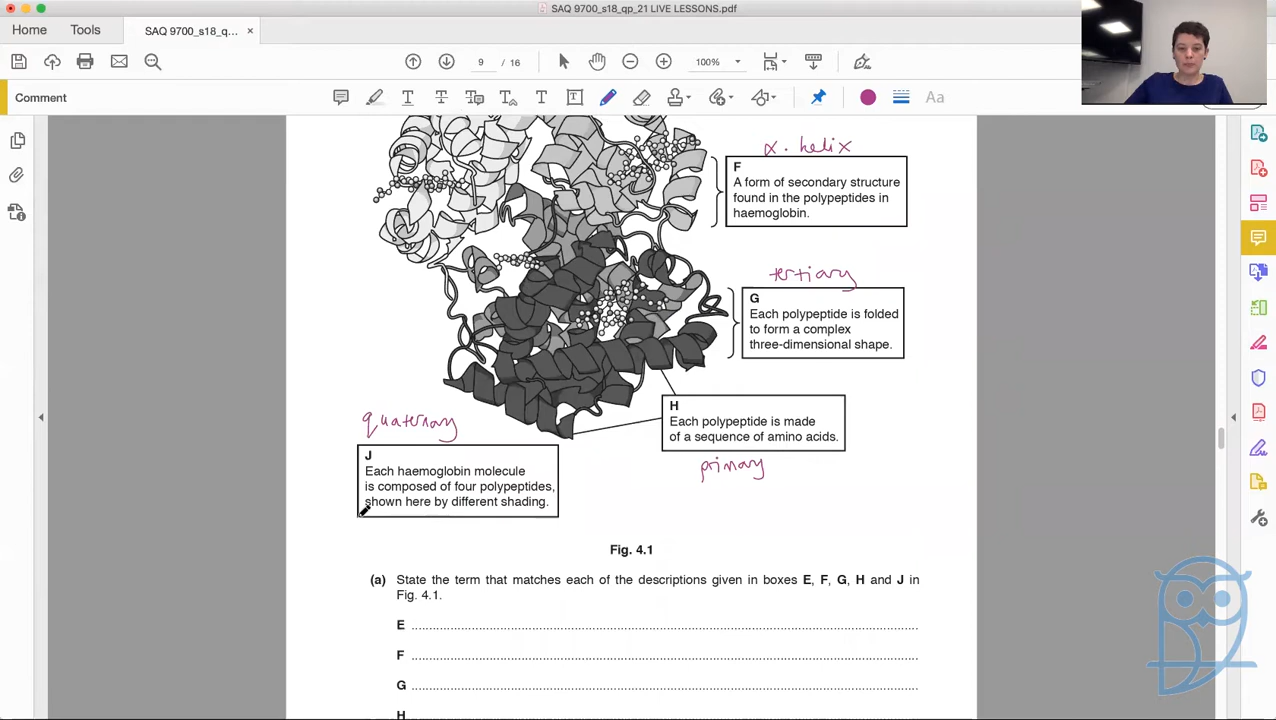 SAQ 9700_s18_qp_21 LIVE LESSONS.pdf
Home
Tools
SAQ 9700_s18_q...
9 / 16
100%
Comment
Aa
α. helix
F
A form of secondary structure
found in the polypeptides in
haemoglobin.
tertiary
G
Each polypeptide is folded
to form a complex
three-dimensional shape.
H
Each polypeptide is made
of a sequence of amino acids.
primary
quaternary
J
Each haemoglobin molecule
is composed of four polypeptides,
shown here by different shading.
Fig. 4.1
(a) State the term that matches each of the descriptions given in boxes E, F, G, H and J in
Fig. 4.1.
E ................................................................
F ................................................................
G ................................................................
H